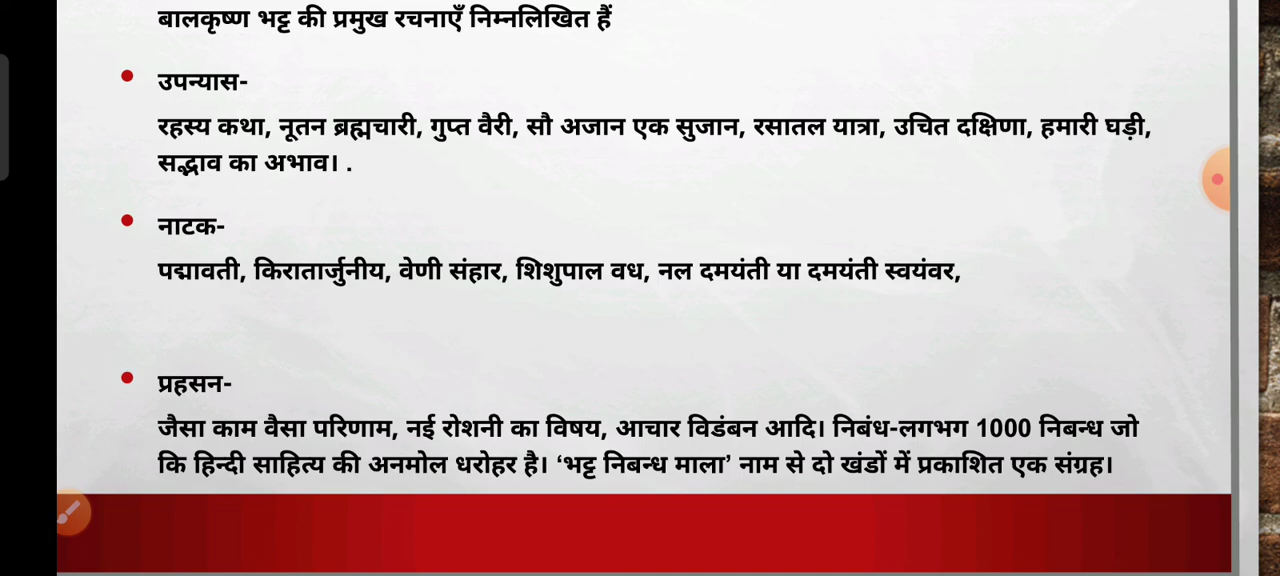 बालकृष्ण भट्ट की प्रमुख रचनाएँ निम्नलिखित हैं
उपन्यास-
रहस्य कथा, नूतन ब्रह्मचारी, गुप्त वैरी, सौ अजान एक सुजान, रसातल यात्रा, उचित दक्षिणा, हमारी घड़ी,
सद्भाव का अभाव। .
नाटक-
पद्मावती, किरातार्जुनीय, वेणी संहार, शिशुपाल वध, नल दमयंती या दमयंती स्वयंवर,
प्रहसन-
जैसा काम वैसा परिणाम, नई रोशनी का विषय, आचार विडंबन आदि। निबंध-लगभग 1000 निबन्ध जो
कि हिन्दी साहित्य की अनमोल धरोहर है। ‘भट्ट निबन्ध माला’ नाम से दो खंडों में प्रकाशित एक संग्रह।